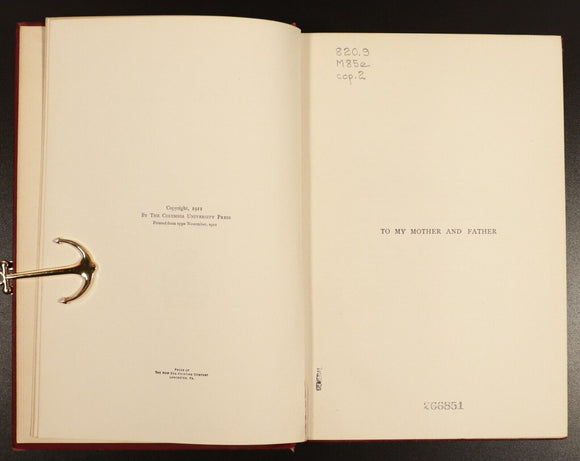 Copyright, 1912
By The Columbia University Press
Printed from type November, 1912
Press of
The New Era Printing Company
Lancaster, Pa.
820.9
M85e
cop.2
TO MY MOTHER AND FATHER
266851